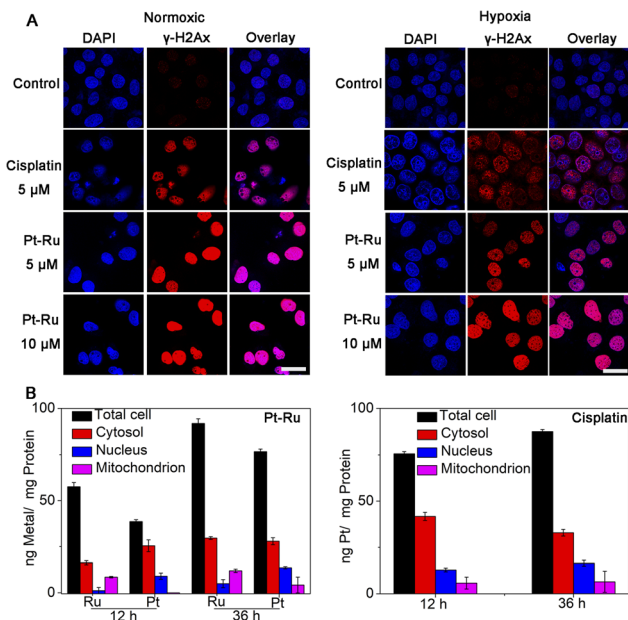 A
Normoxic
DAPI γ-H2Ax Overlay
Control
Cisplatin
5 μM
Pt-Ru
5 μM
Pt-Ru
10 μM
Hypoxia
DAPI γ-H2Ax Overlay
Control
Cisplatin
5 μM
Pt-Ru
5 μM
Pt-Ru
10 μM
B
ng Metal/ mg Protein
100
50
0
Total cell
Cytosol
Nucleus
Mitochondrion
Pt-Ru
Ru Pt Ru Pt
12 h 36 h
ng Pt/ mg Protein
100
50
0
Total cell
Cytosol
Nucleus
Mitochondrion
Cisplatin
12 h 36 h